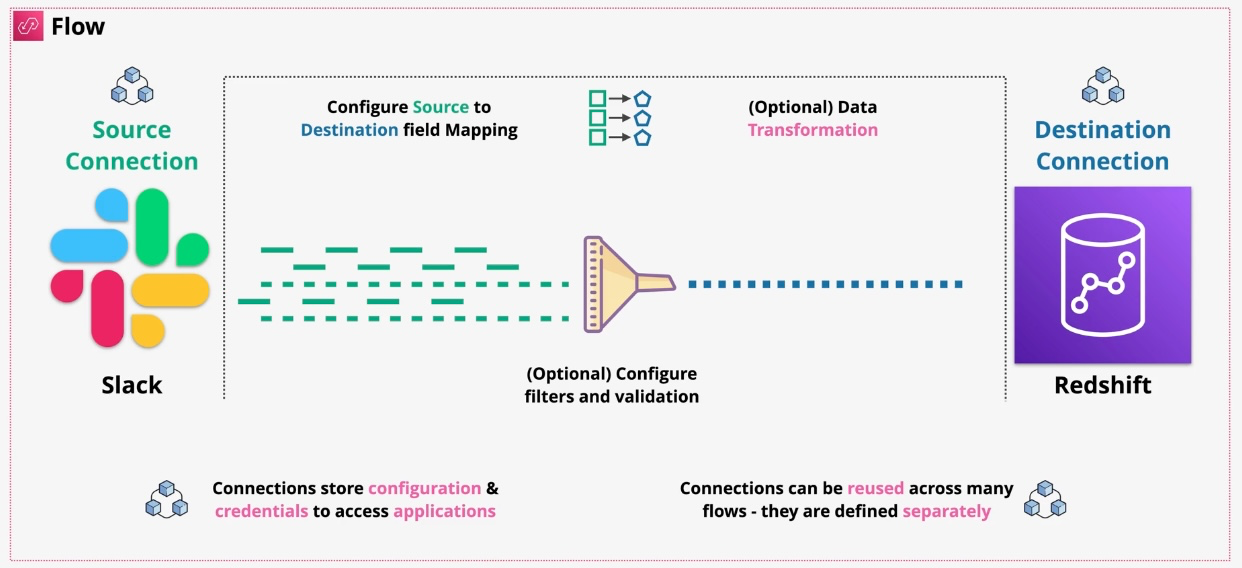 Flow
Source
Connection
Slack
Configure Source to
Destination field Mapping
(Optional) Data
Transformation
(Optional) Configure
filters and validation
Destination
Connection
Redshift
Connections store configuration &
credentials to access applications
Connections can be reused across many
flows - they are defined separately